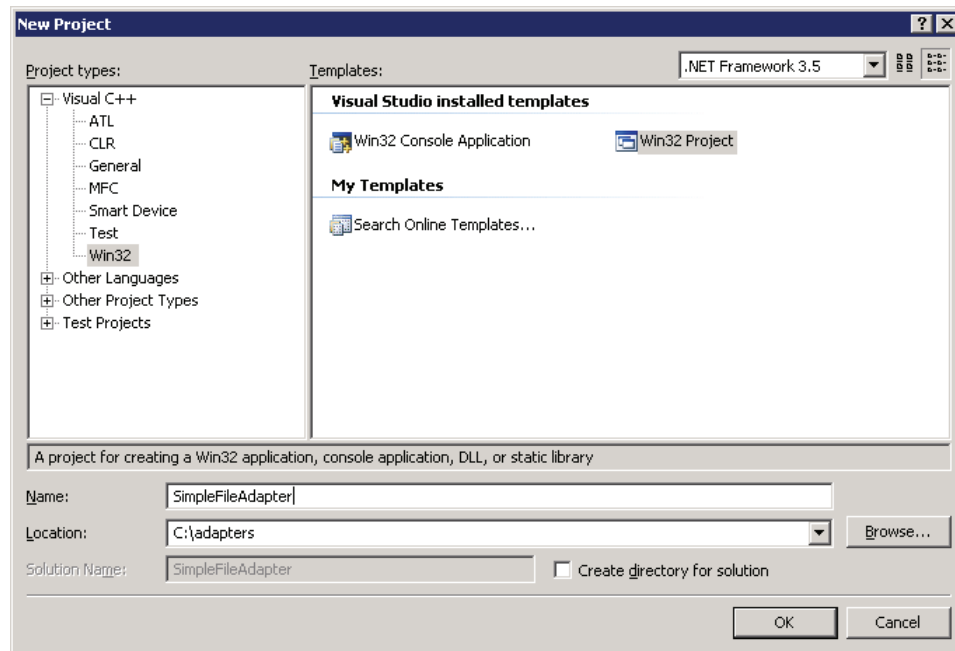 New Project
Project types:
Templates:
.NET Framework 3.5
Visual C++
ATL
CLR
General
MFC
Smart Device
Test
Win32
Other Languages
Other Project Types
Test Projects
Visual Studio installed templates
Win32 Console Application
Win32 Project
My Templates
Search Online Templates...
A project for creating a Win32 application, console application, DLL, or static library
Name:
SimpleFileAdapter
Location:
C:\adapters
Browse...
Solution Name:
SimpleFileAdapter
Create directory for solution
OK
Cancel